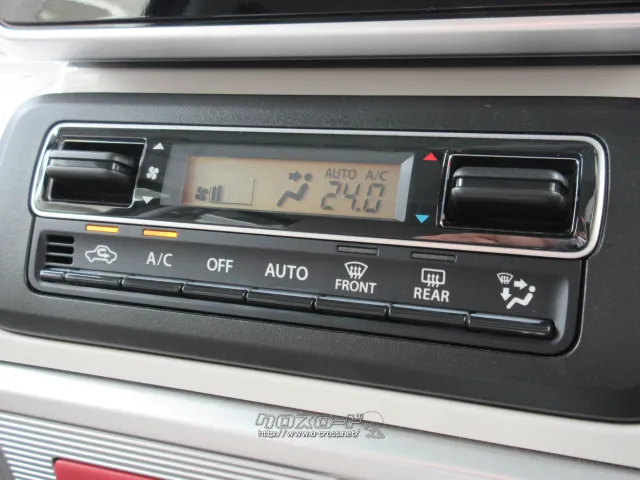 AUTO A/C
24.0
A/C OFF AUTO FRONT REAR
クロスロード
http://www.o-cross.net/